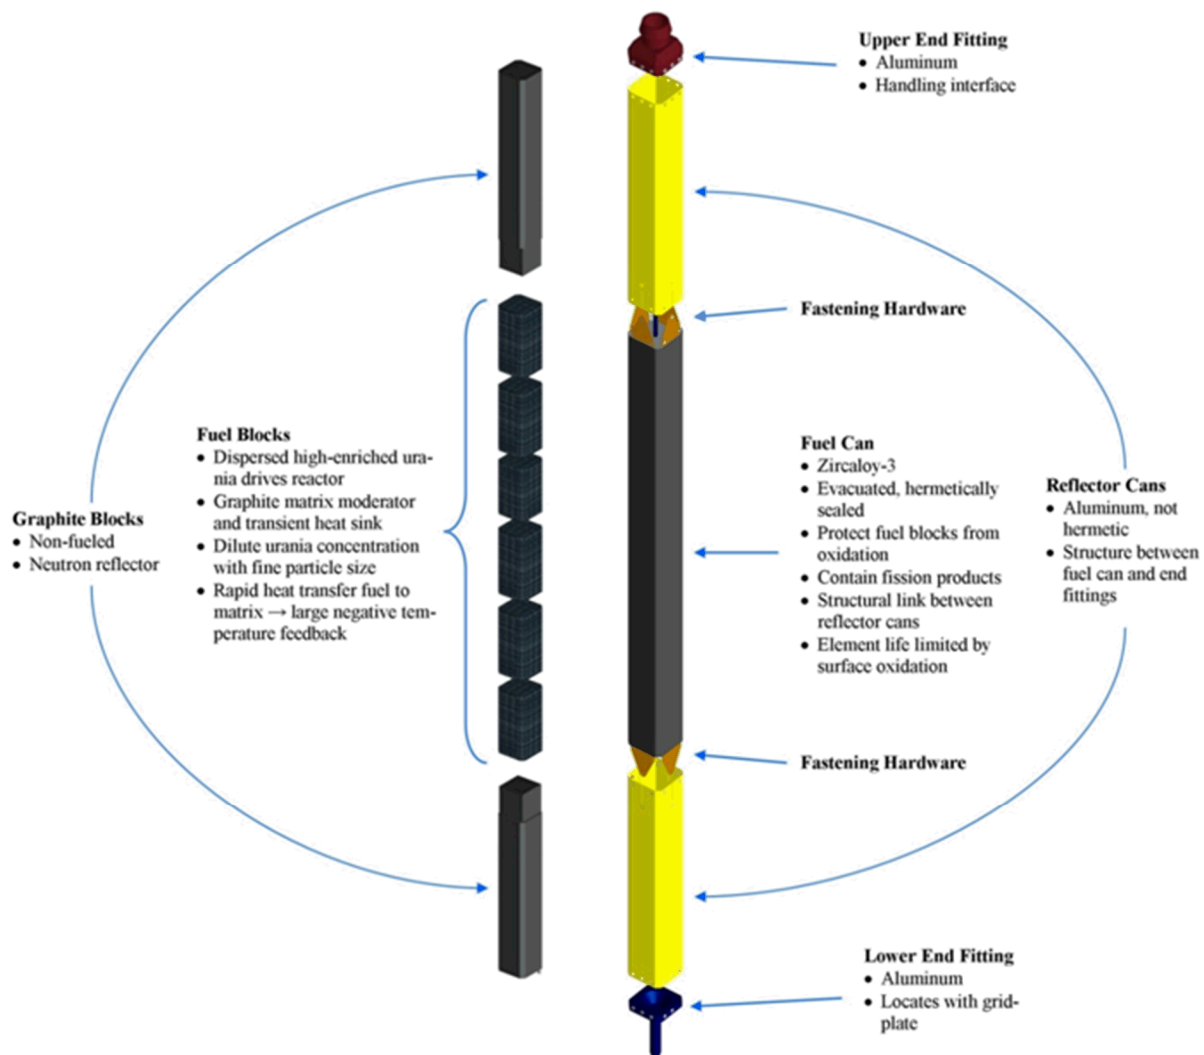 Upper End Fitting
• Aluminum
• Handling interface
Fastening Hardware
Fuel Blocks
• Dispersed high-enriched ura-
nia drives reactor
• Graphite matrix moderator
and transient heat sink
• Dilute urania concentration
with fine particle size
• Rapid heat transfer fuel to
matrix → large negative tem-
perature feedback
Fuel Can
• Zircaloy-3
• Evacuated, hermetically
sealed
• Protect fuel blocks from
oxidation
• Contain fission products
• Structural link between
reflector cans
• Element life limited by
surface oxidation
Reflector Cans
• Aluminum, not
hermetic
• Structure between
fuel can and end
fittings
Graphite Blocks
• Non-fueled
• Neutron reflector
Fastening Hardware
Lower End Fitting
• Aluminum
• Locates with grid-
plate